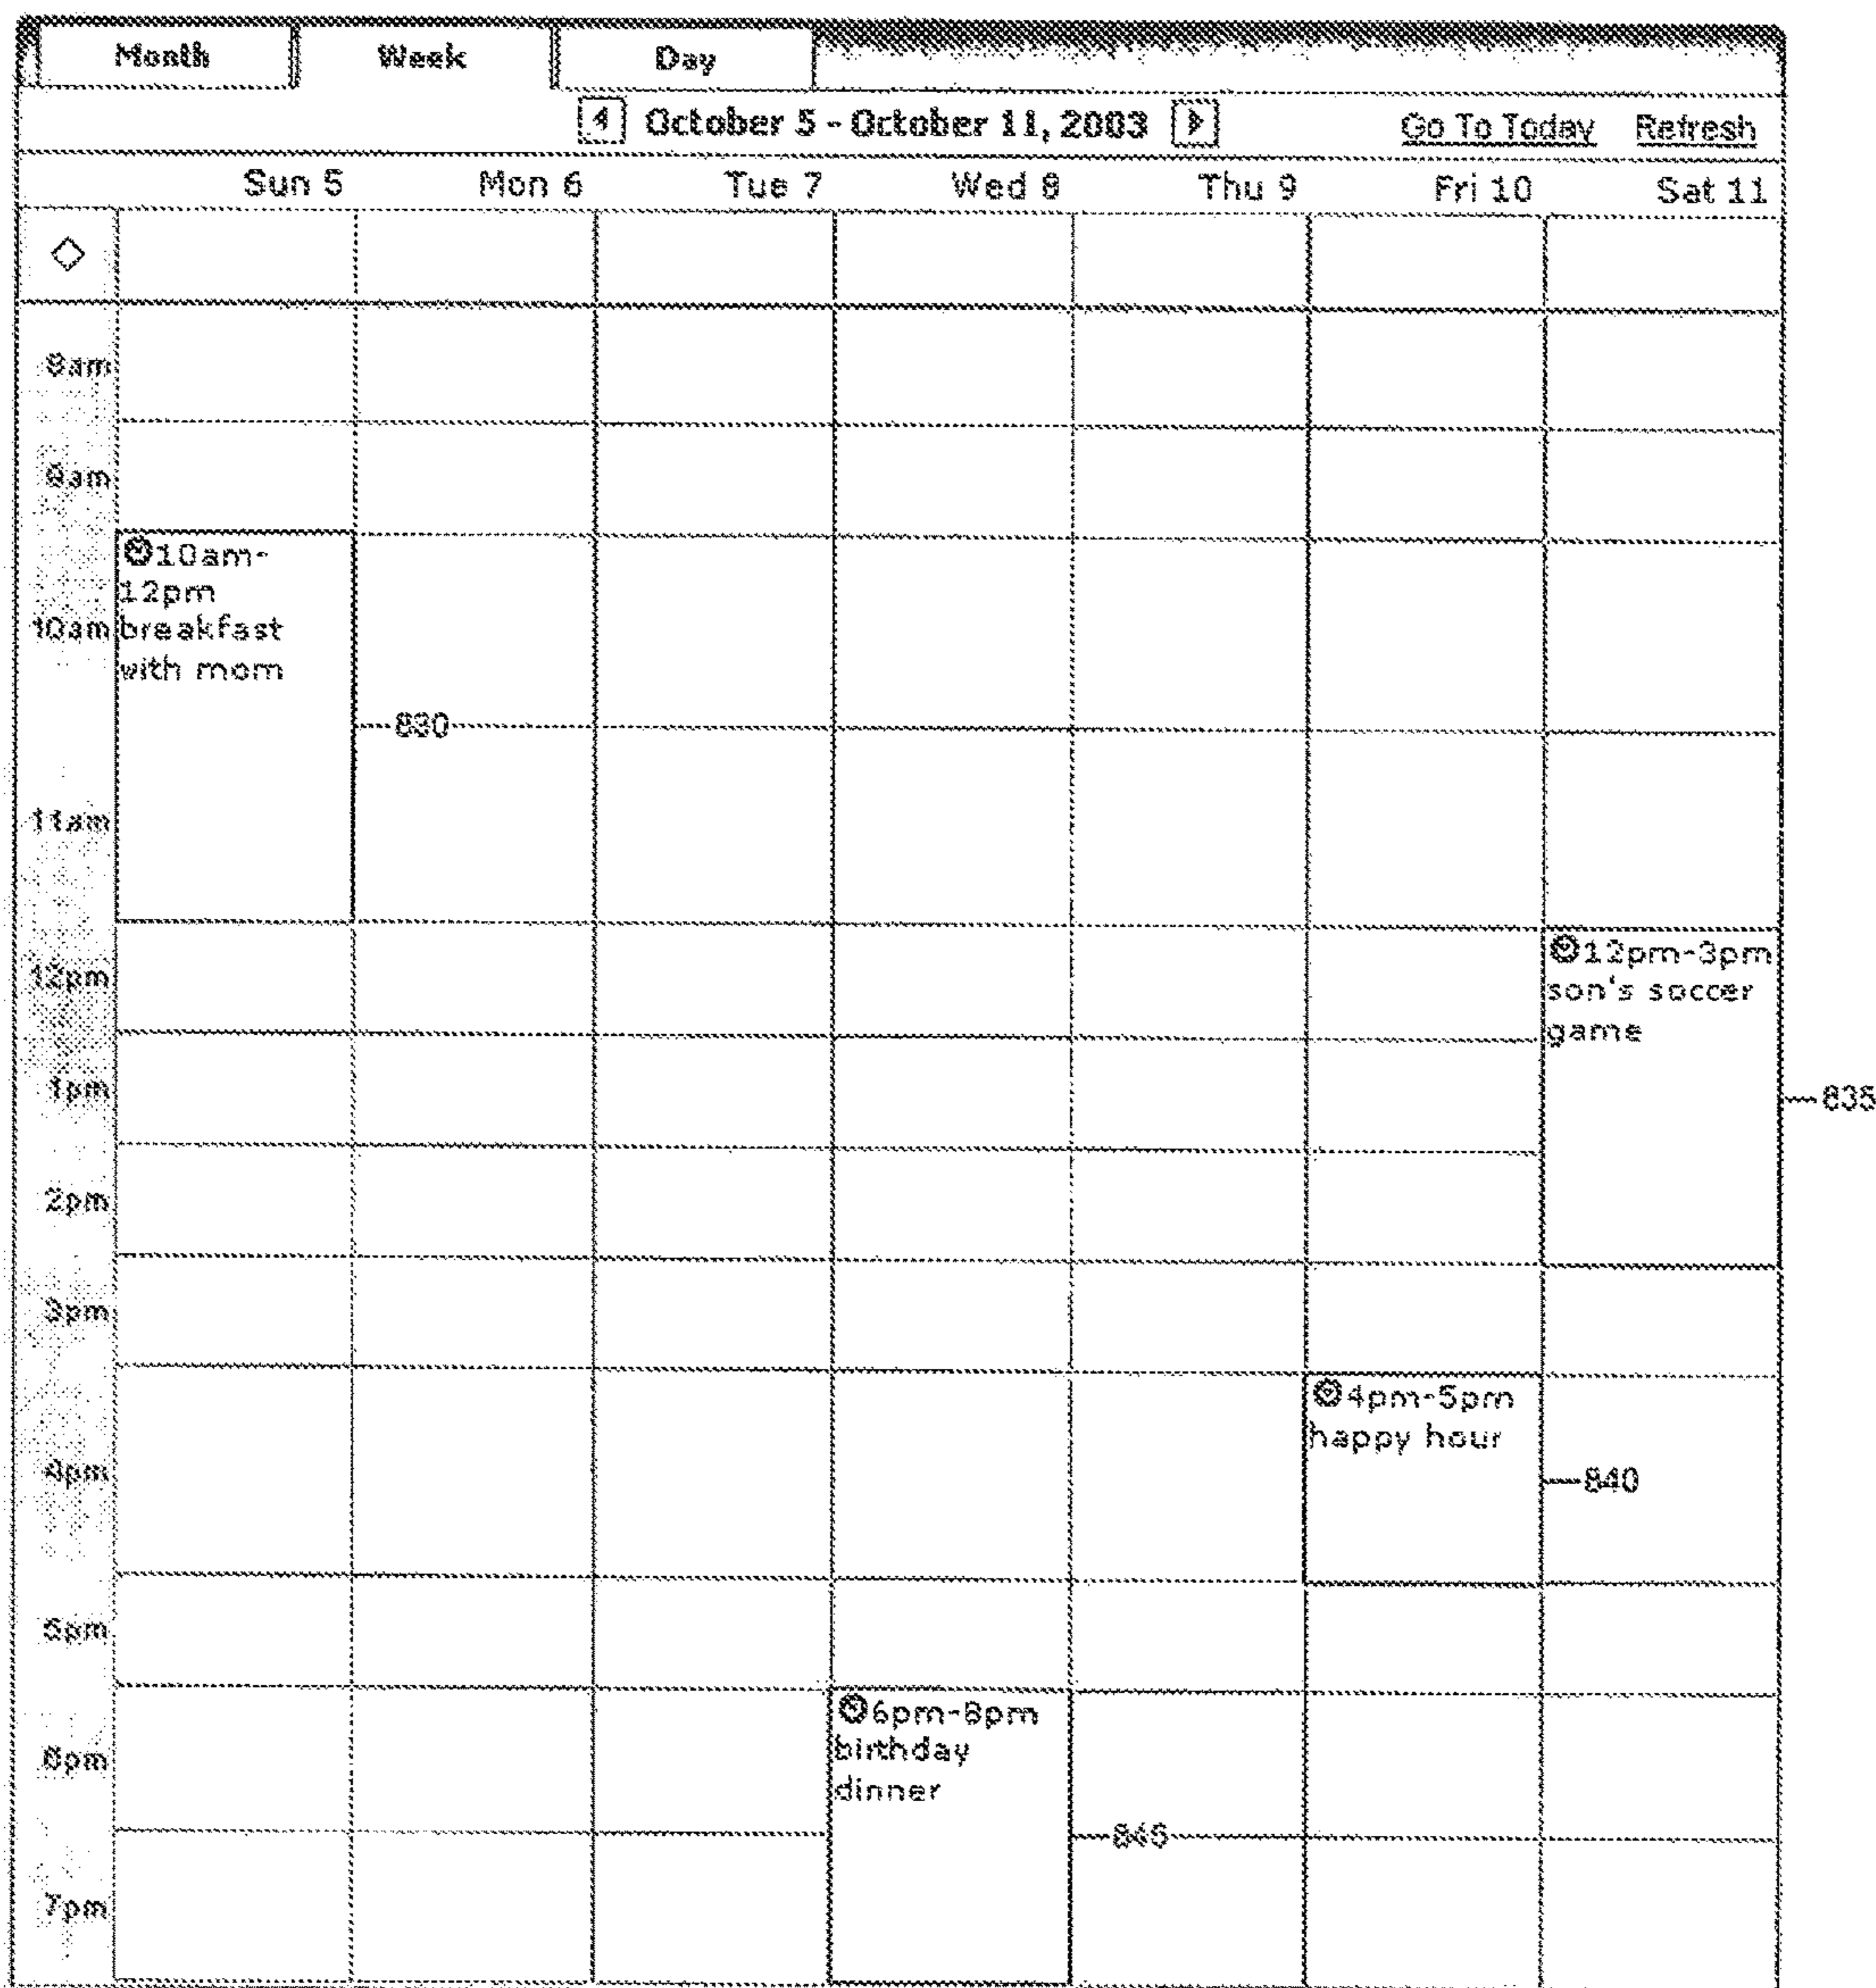 Month Week Day
October 5 - October 11, 2003 Go To Today Refresh
Sun 5 Mon 6 Tue 7 Wed 8 Thu 9 Fri 10 Sat 11
8am
9am
10am-
12pm
10am
breakfast
with mom
830
11am
12pm
12pm-3pm
son's soccer
game
1pm
835
2pm
3pm
4pm-5pm
happy hour
4pm
840
5pm
6pm-8pm
birthday
6pm
dinner
845
7pm